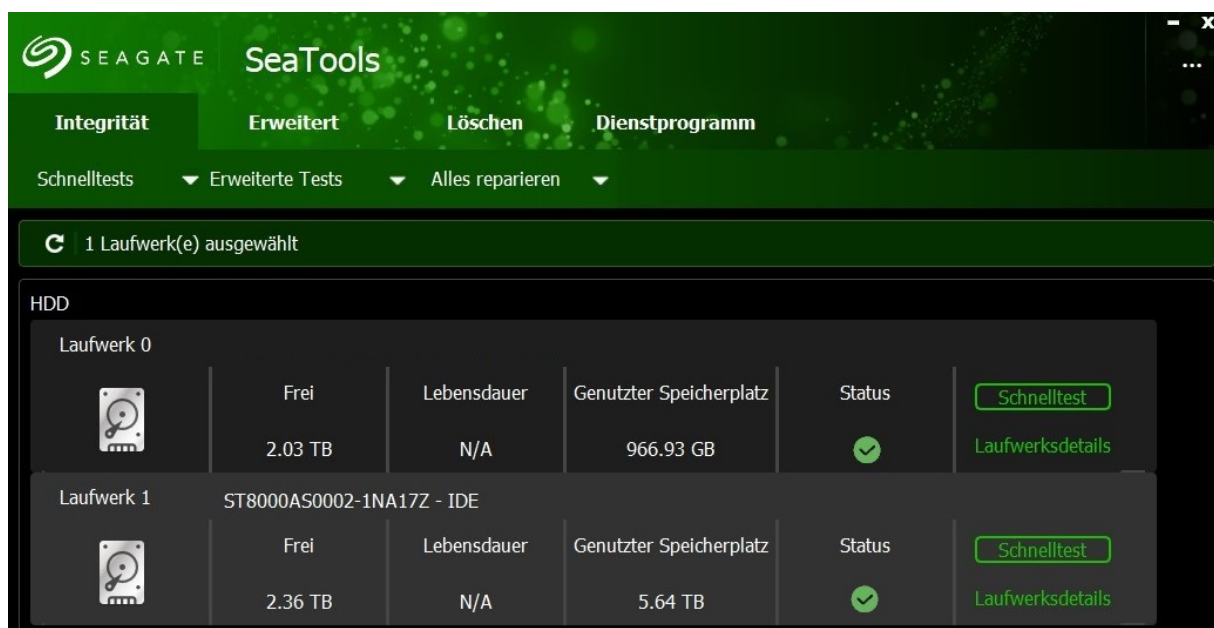 SEAGATE SeaTools
Integrität Erweitert Löschen Dienstprogramm
Schnelltests Erweiterte Tests Alles reparieren
1 Laufwerk(e) ausgewählt
HDD
Laufwerk 0
Frei Lebensdauer Genutzter Speicherplatz Status Schnelltest
2.03 TB N/A 966.93 GB Laufwerksdetails
Laufwerk 1 ST8000AS0002-1NA17Z - IDE
Frei Lebensdauer Genutzter Speicherplatz Status Schnelltest
2.36 TB N/A 5.64 TB Laufwerksdetails